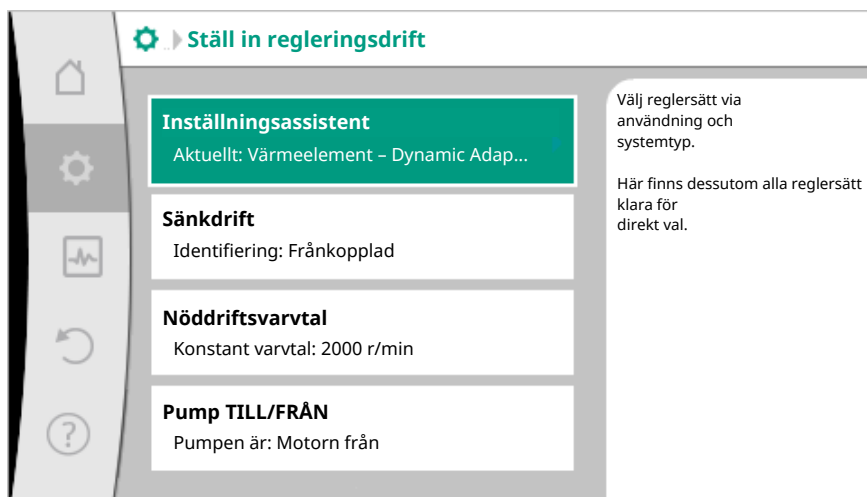 Ställ in regleringsdrift
Inställningsassistent
Aktuellt: Värmeelement – Dynamic Adap...
Sänkdrift
Identifiering: Frånkopplad
Nöddriftsvarvtal
Konstant varvtal: 2000 r/min
Pump TILL/FRÅN
Pumpen är: Motorn från
Välj reglersätt via
användning och
systemtyp.
Här finns dessutom alla reglersätt
klara för
direkt val.